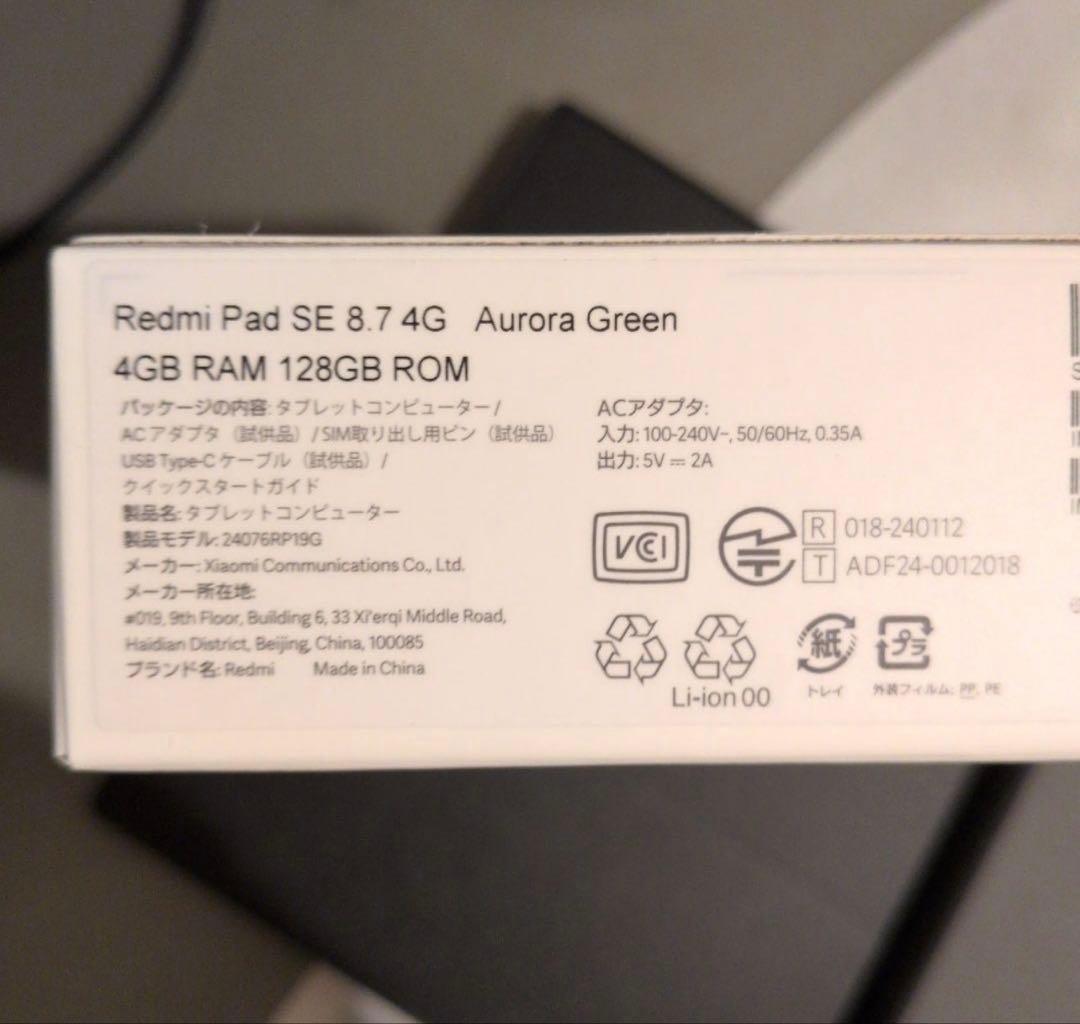 Redmi Pad SE 8.7 4G Aurora Green
4GB RAM 128GB ROM
パッケージの内容: タブレットコンピューター /
ACアダプタ（試供品）/ SIM取り出し用ピン（試供品）
USB Type-C ケーブル（試供品）/
クイックスタートガイド
製品名: タブレットコンピューター
製品モデル: 24076RP19G
メーカー: Xiaomi Communications Co., Ltd.
メーカー所在地:
#019, 9th Floor, Building 6, 33 Xi'erqi Middle Road,
Haidian District, Beijing, China, 100085
ブランド名: Redmi Made in China
ACアダプタ:
入力: 100-240V~, 50/60Hz, 0.35A
出力: 5V⎓2A
VCI
R 018-240112
T ADF24-0012018
Li-ion 00
紙
トレイ
プラ
外装フィルム: PP, PE